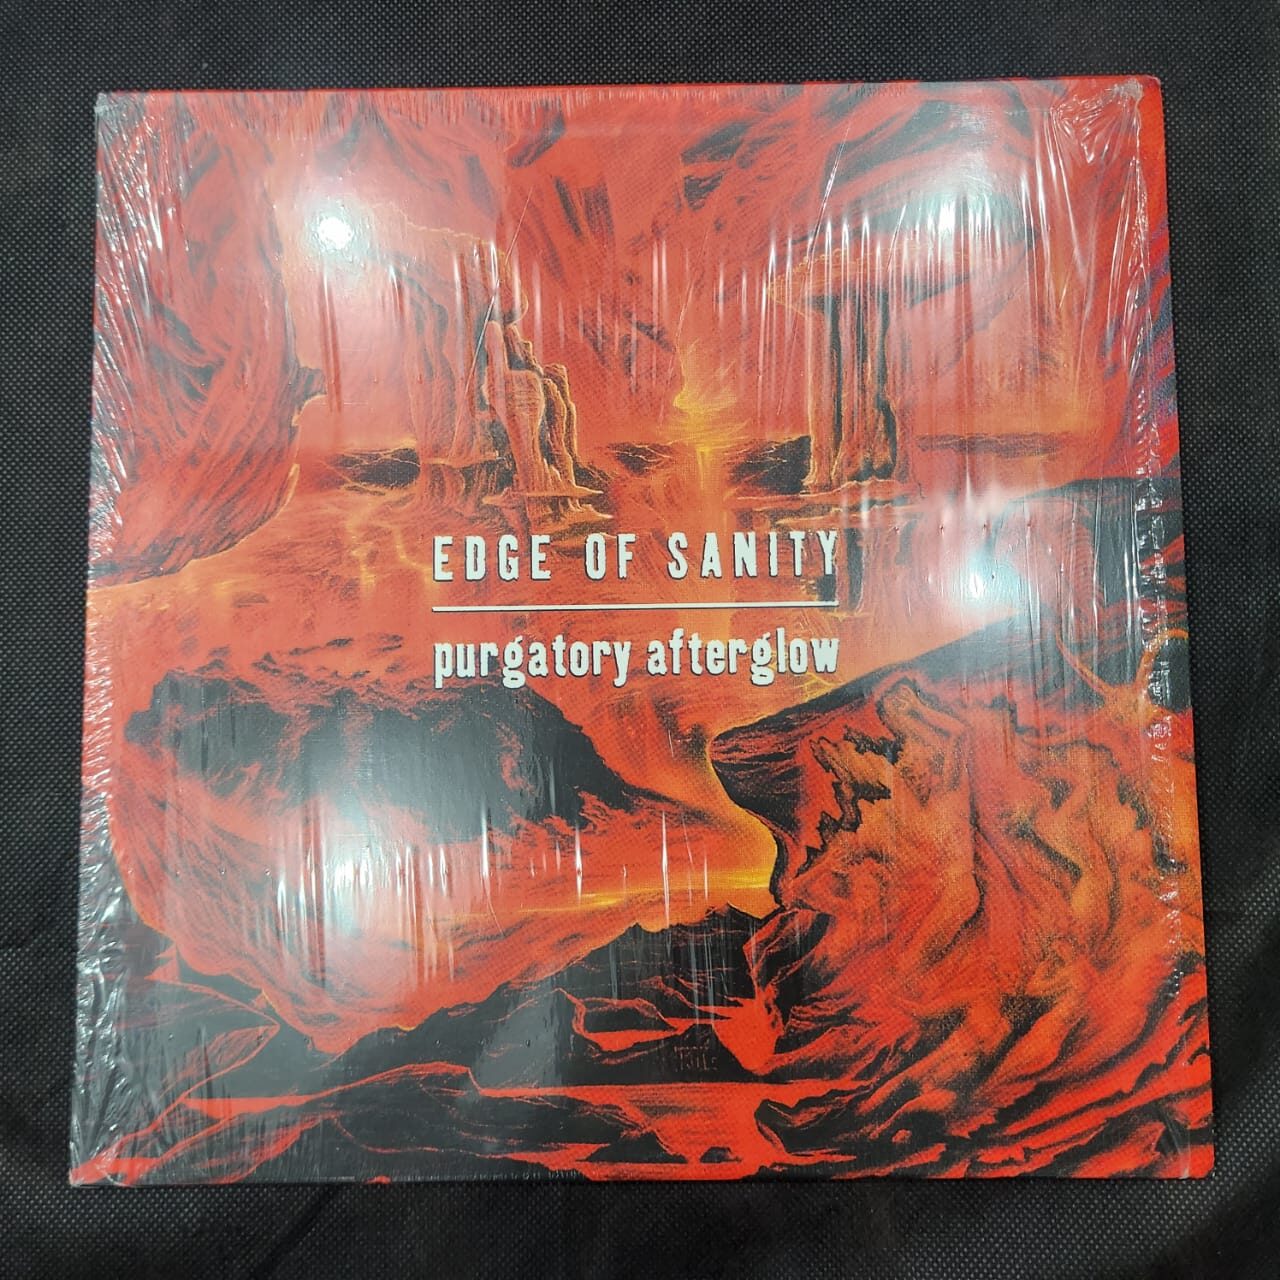 EDGE OF SANITY
purgatory afterglow